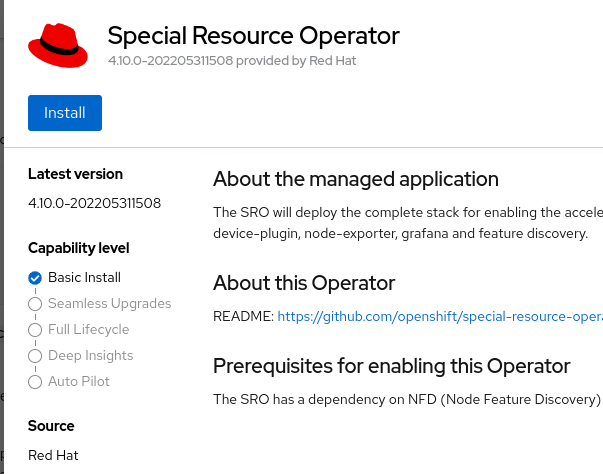 Special Resource Operator
4.10.0-202205311508 provided by Red Hat
Install
Latest version
4.10.0-202205311508
Capability level
Basic Install
Seamless Upgrades
Full Lifecycle
Deep Insights
Auto Pilot
Source
Red Hat
About the managed application
The SRO will deploy the complete stack for enabling the
device-plugin, node-exporter, grafana and feature discovery.
About this Operator
README: https://github.com/openshift/special-resource-opera
Prerequisites for enabling this Operator
The SRO has a dependency on NFD (Node Feature Discovery)